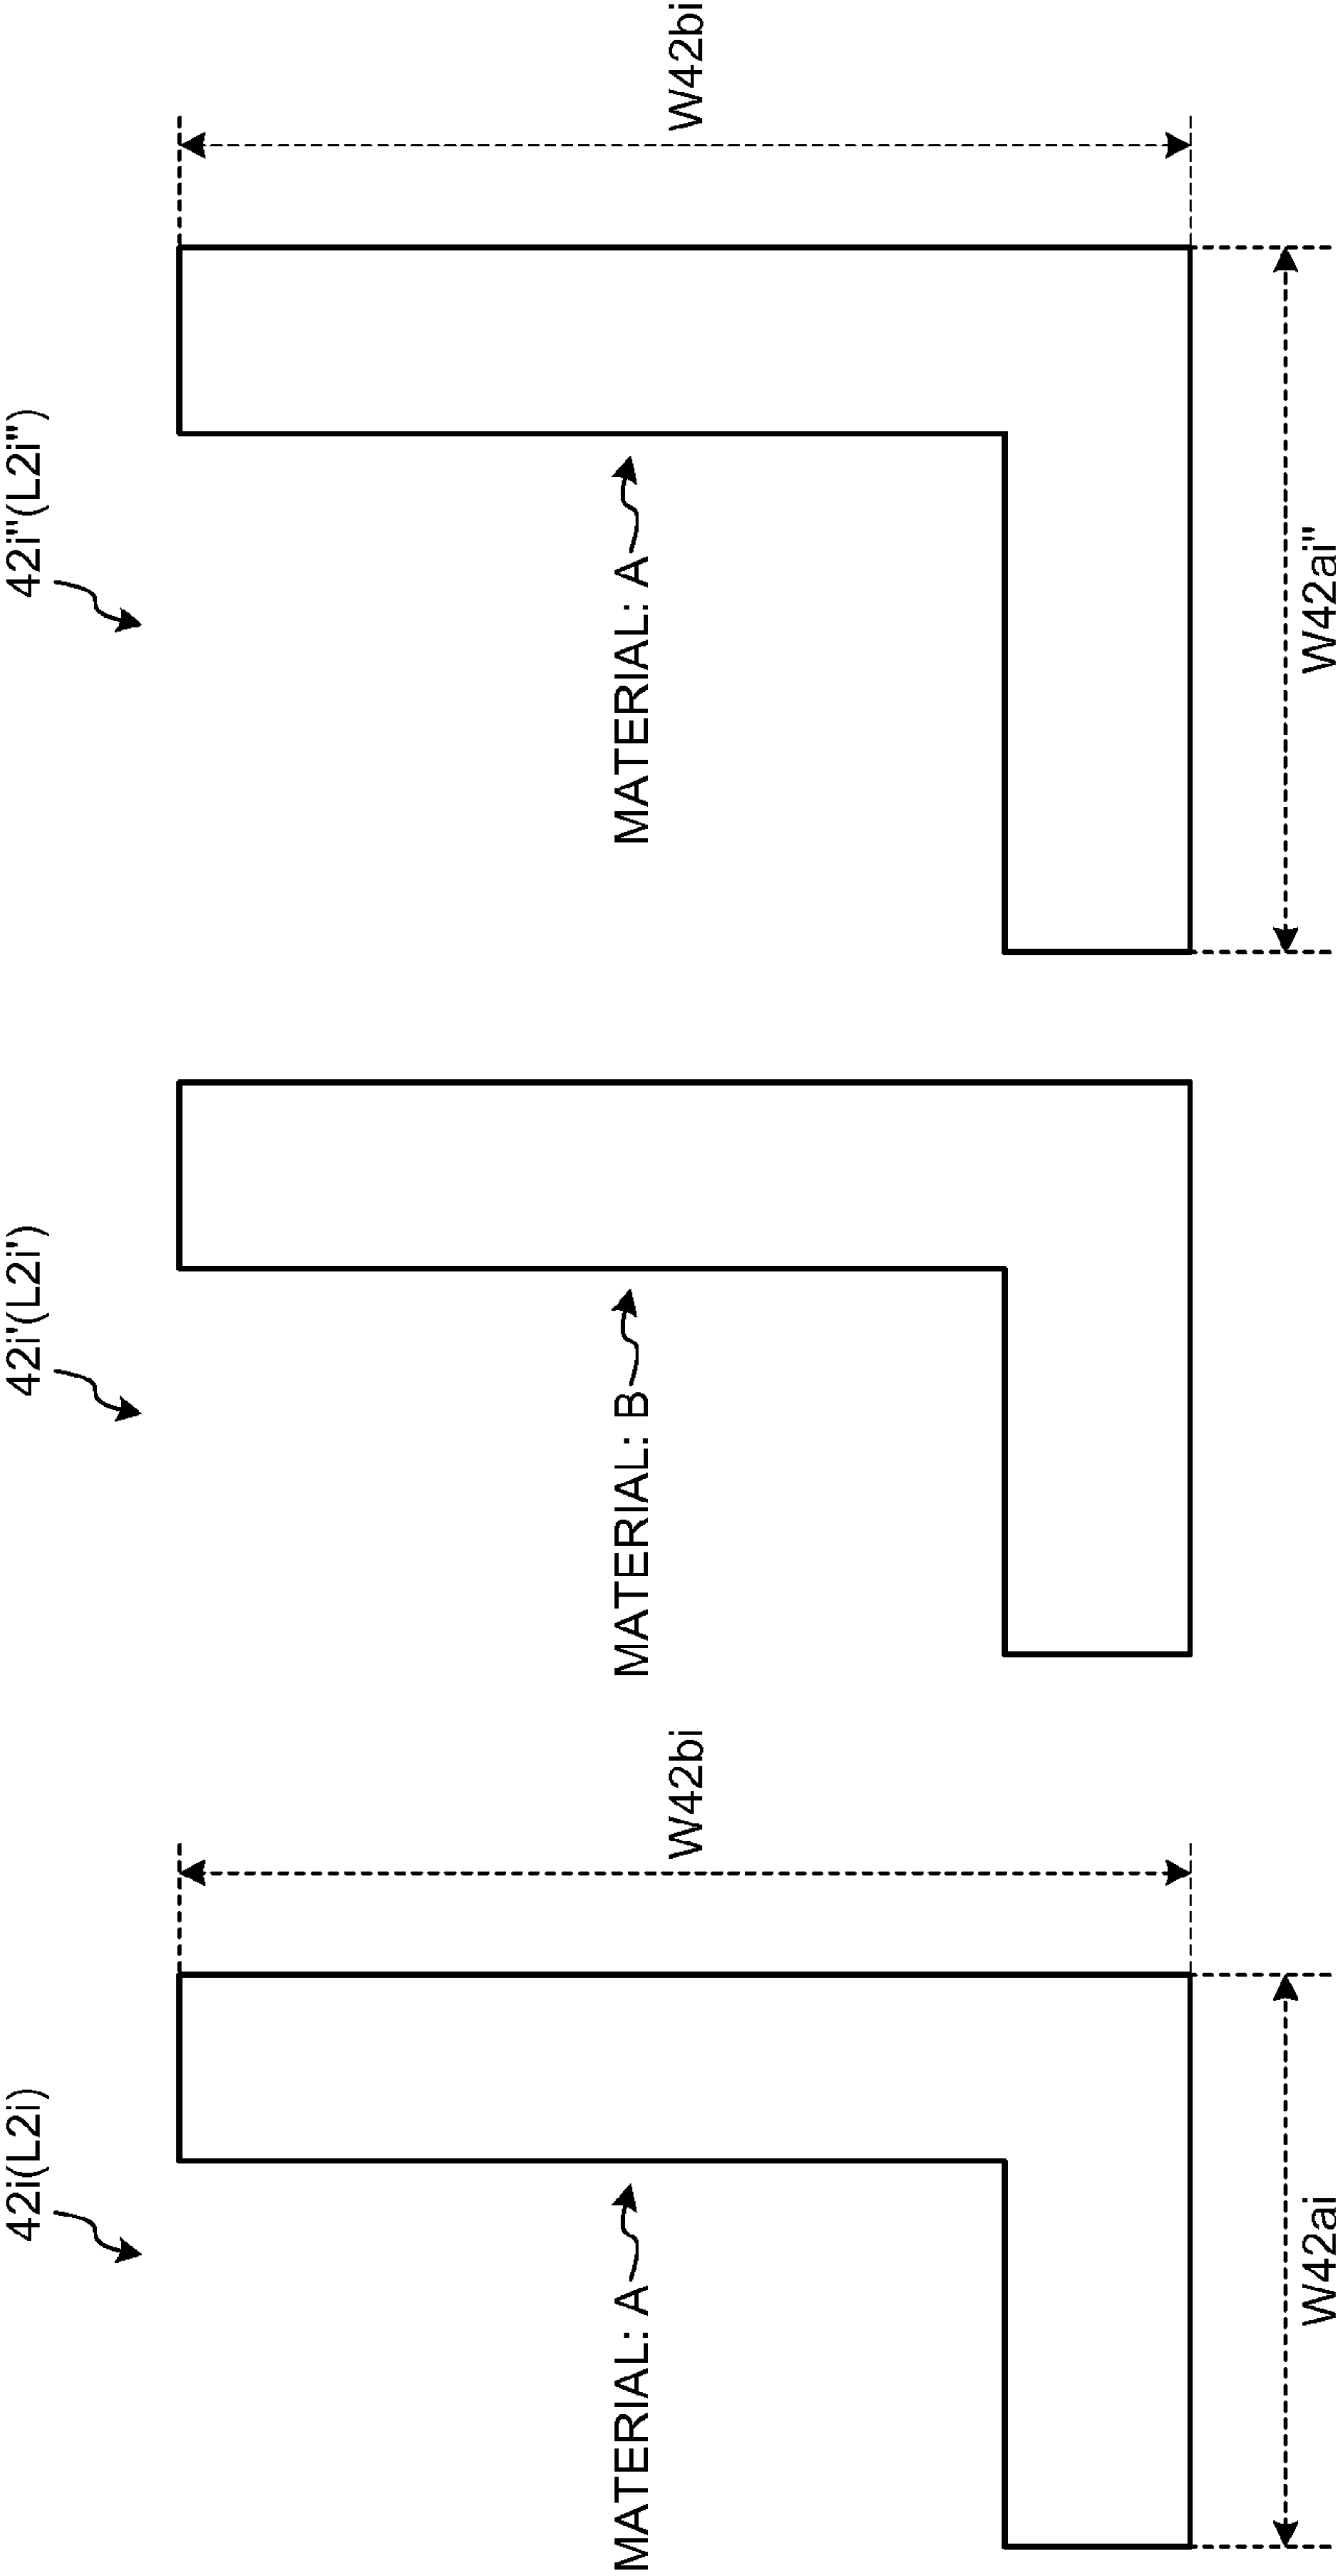 42i(L2i)
42i'(L2i')
42i"(L2i")
MATERIAL: A
MATERIAL: B
MATERIAL: A
W42bi
W42bi
W42ai
W42ai"